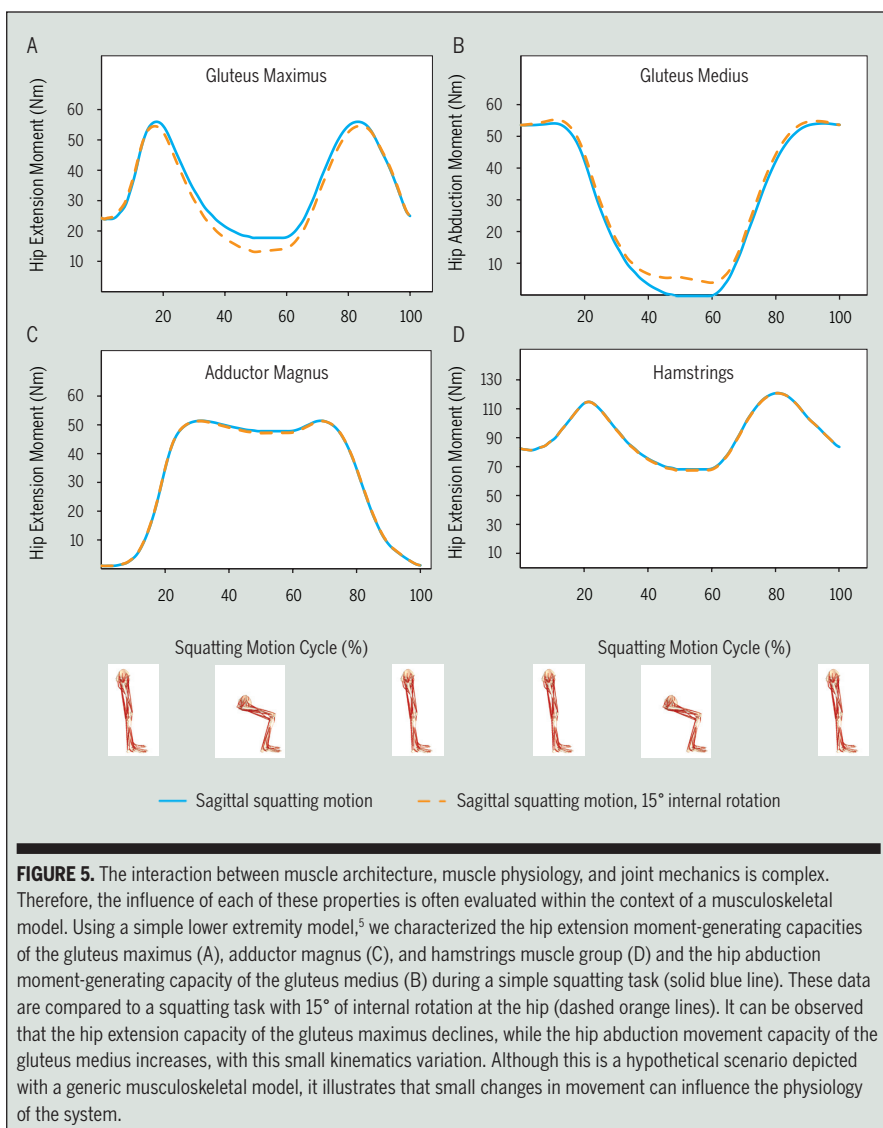 A
Gluteus Maximus
Hip Extension Moment (Nm)
60
50
40
30
20
10
20 40 60 80 100
B
Gluteus Medius
Hip Abduction Moment (Nm)
60
50
40
30
20
10
20 40 60 80 100
C
Adductor Magnus
Hip Extension Moment (Nm)
60
50
40
30
20
10
20 40 60 80 100
D
Hamstrings
Hip Extension Moment (Nm)
130
110
90
70
50
30
10
20 40 60 80 100
Squatting Motion Cycle (%)
Squatting Motion Cycle (%)
Sagittal squatting motion
Sagittal squatting motion, 15° internal rotation
FIGURE 5. The interaction between muscle architecture, muscle physiology, and joint mechanics is complex.
Therefore, the influence of each of these properties is often evaluated within the context of a musculoskeletal
model. Using a simple lower extremity model,⁵ we characterized the hip extension moment-generating capacities
of the gluteus maximus (A), adductor magnus (C), and hamstrings muscle group (D) and the hip abduction
moment-generating capacity of the gluteus medius (B) during a simple squatting task (solid blue line). These data
are compared to a squatting task with 15° of internal rotation at the hip (dashed orange lines). It can be observed
that the hip extension capacity of the gluteus maximus declines, while the hip abduction movement capacity of the
gluteus medius increases, with this small kinematics variation. Although this is a hypothetical scenario depicted
with a generic musculoskeletal model, it illustrates that small changes in movement can influence the physiology
of the system.